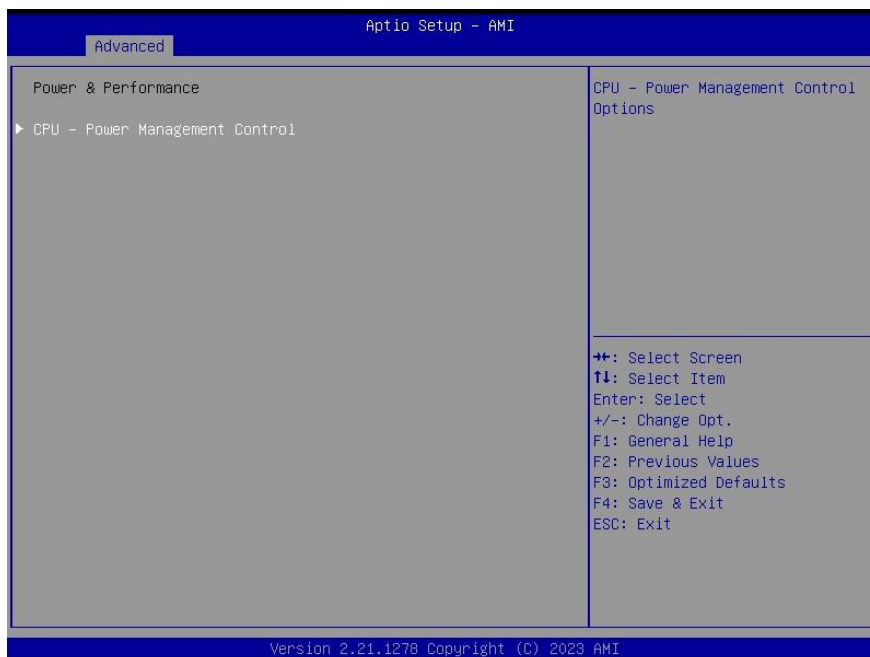 Aptio Setup - AMI
Advanced
Power & Performance
CPU - Power Management Control
CPU - Power Management Control
Options
→←: Select Screen
↑↓: Select Item
Enter: Select
+/-: Change Opt.
F1: General Help
F2: Previous Values
F3: Optimized Defaults
F4: Save & Exit
ESC: Exit
Version 2.21.1278 Copyright (C) 2023 AMI